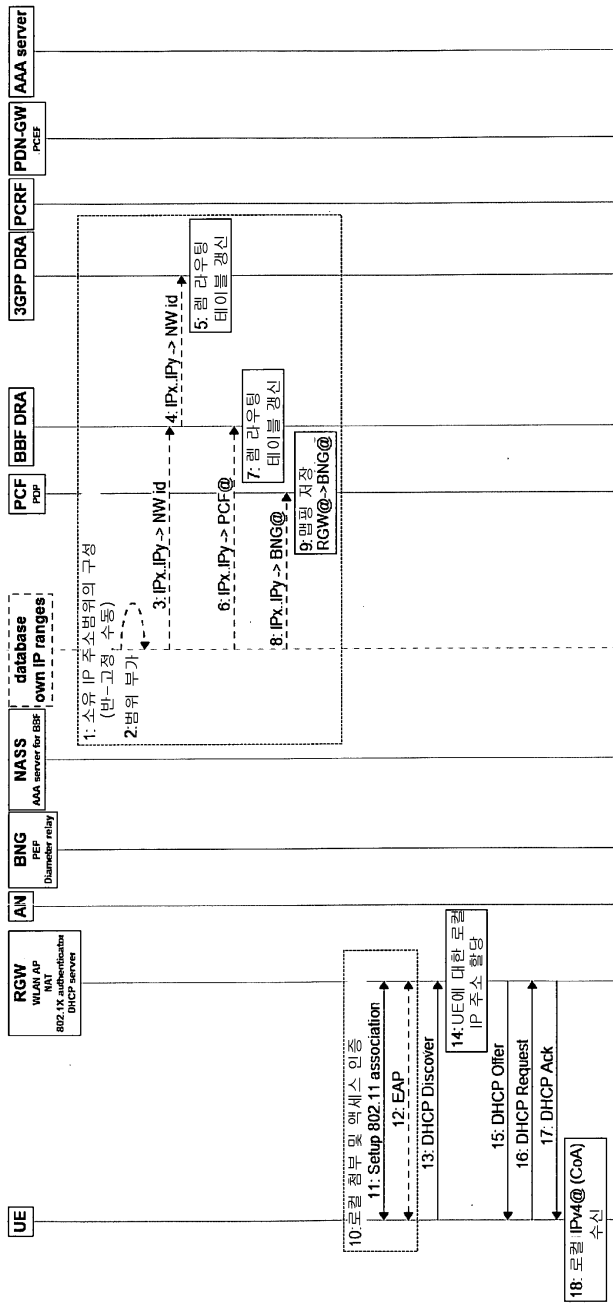 UE
RGW
WLAN AP
NAT
802.1X authenticator
DHCP server
AN
BNG
PEP
Diameter relay
NASS
AAA server for BBF
database
own IP ranges
PCF
PDP
BBF DRA
3GPP DRA
PCRF
PDN-GW
.PCEF
AAA server
1: 소유 IP 주소범위의 구성
(반-고정, 수동)
2:범위 부가
3: IPx..IPy -> NW id
4: IPx..IPy -> NW id
5: 렘 라우팅
테이블 갱신
6: IPx..IPy -> PCF@
7: 렘 라우팅
테이블 갱신
8: IPx..IPy -> BNG@
9:맵핑 저장
RGW@->BNG@
10:로컬 첨부 및 액세스 인증
11: Setup 802.11 association
12: EAP
13: DHCP Discover
14:UE에 대한 로컬
IP 주소 할당
15: DHCP Offer
16: DHCP Request
17: DHCP Ack
18: 로컬 IPv4@ (CoA)
수신